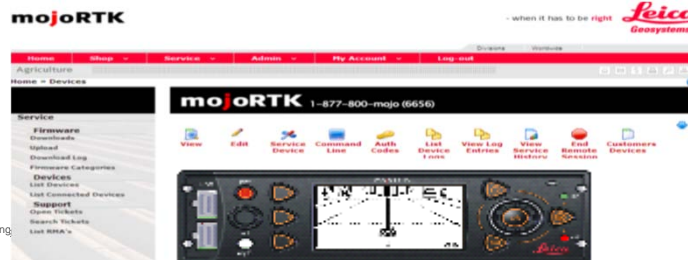 mojoRTK
- when it has to be right
Leica
Geosystems
Divisions Worldwide
Home Shop Service Admin My Account Log-out
Agriculture
Home > Devices
mojoRTK 1-877-800-mojo (6656)
Service
Firmware
Downloads
Upload
Download Log
Firmware Categories
Devices
List Devices
List Connected Devices
Support
Open Tickets
Search Tickets
List RMA's
View
Edit
Service Device
Command Line
Auth Codes
List Device Logs
View Log Entries
View Service History
End Remote Session
Customers Devices
Leica
ng